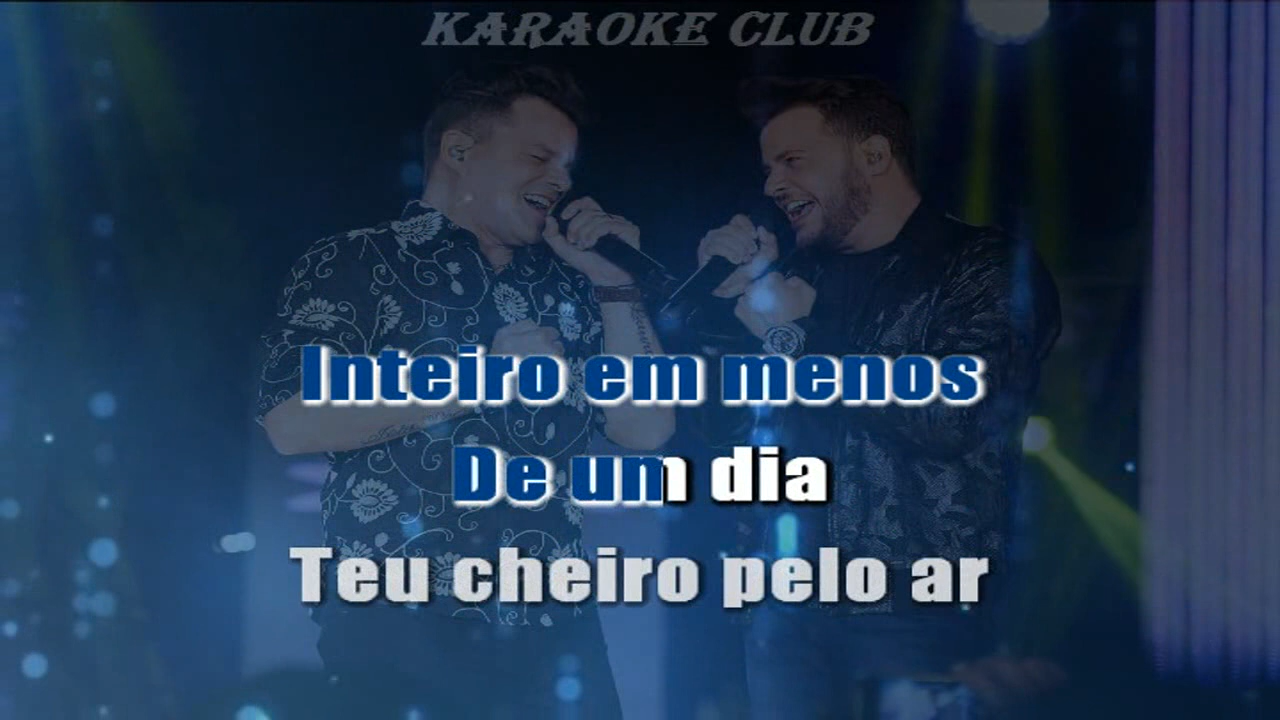 KARAOKE CLUB
Inteiro em menos
De um dia
Teu cheiro pelo ar